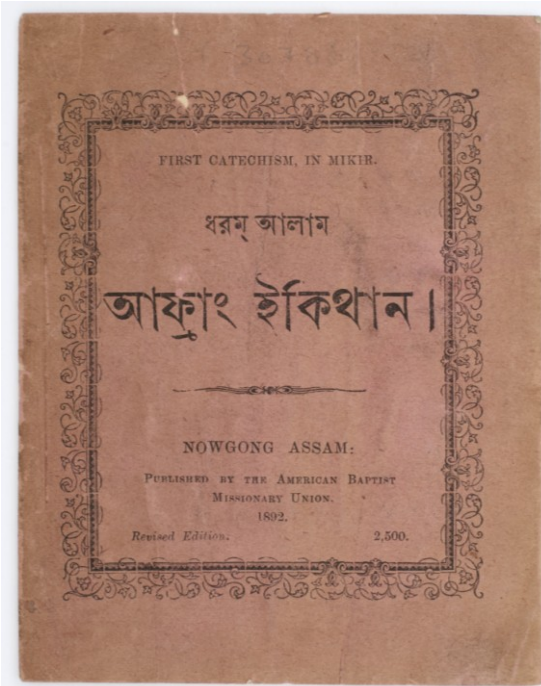 FIRST CATECHISM, IN MIKIR.
ধরম্ আলাম
আফ্রাং ইকিথান।
NOWGONG ASSAM:
PUBLISHED BY THE AMERICAN BAPTIST
MISSIONARY UNION.
1892.
Revised Edition. 2,500.